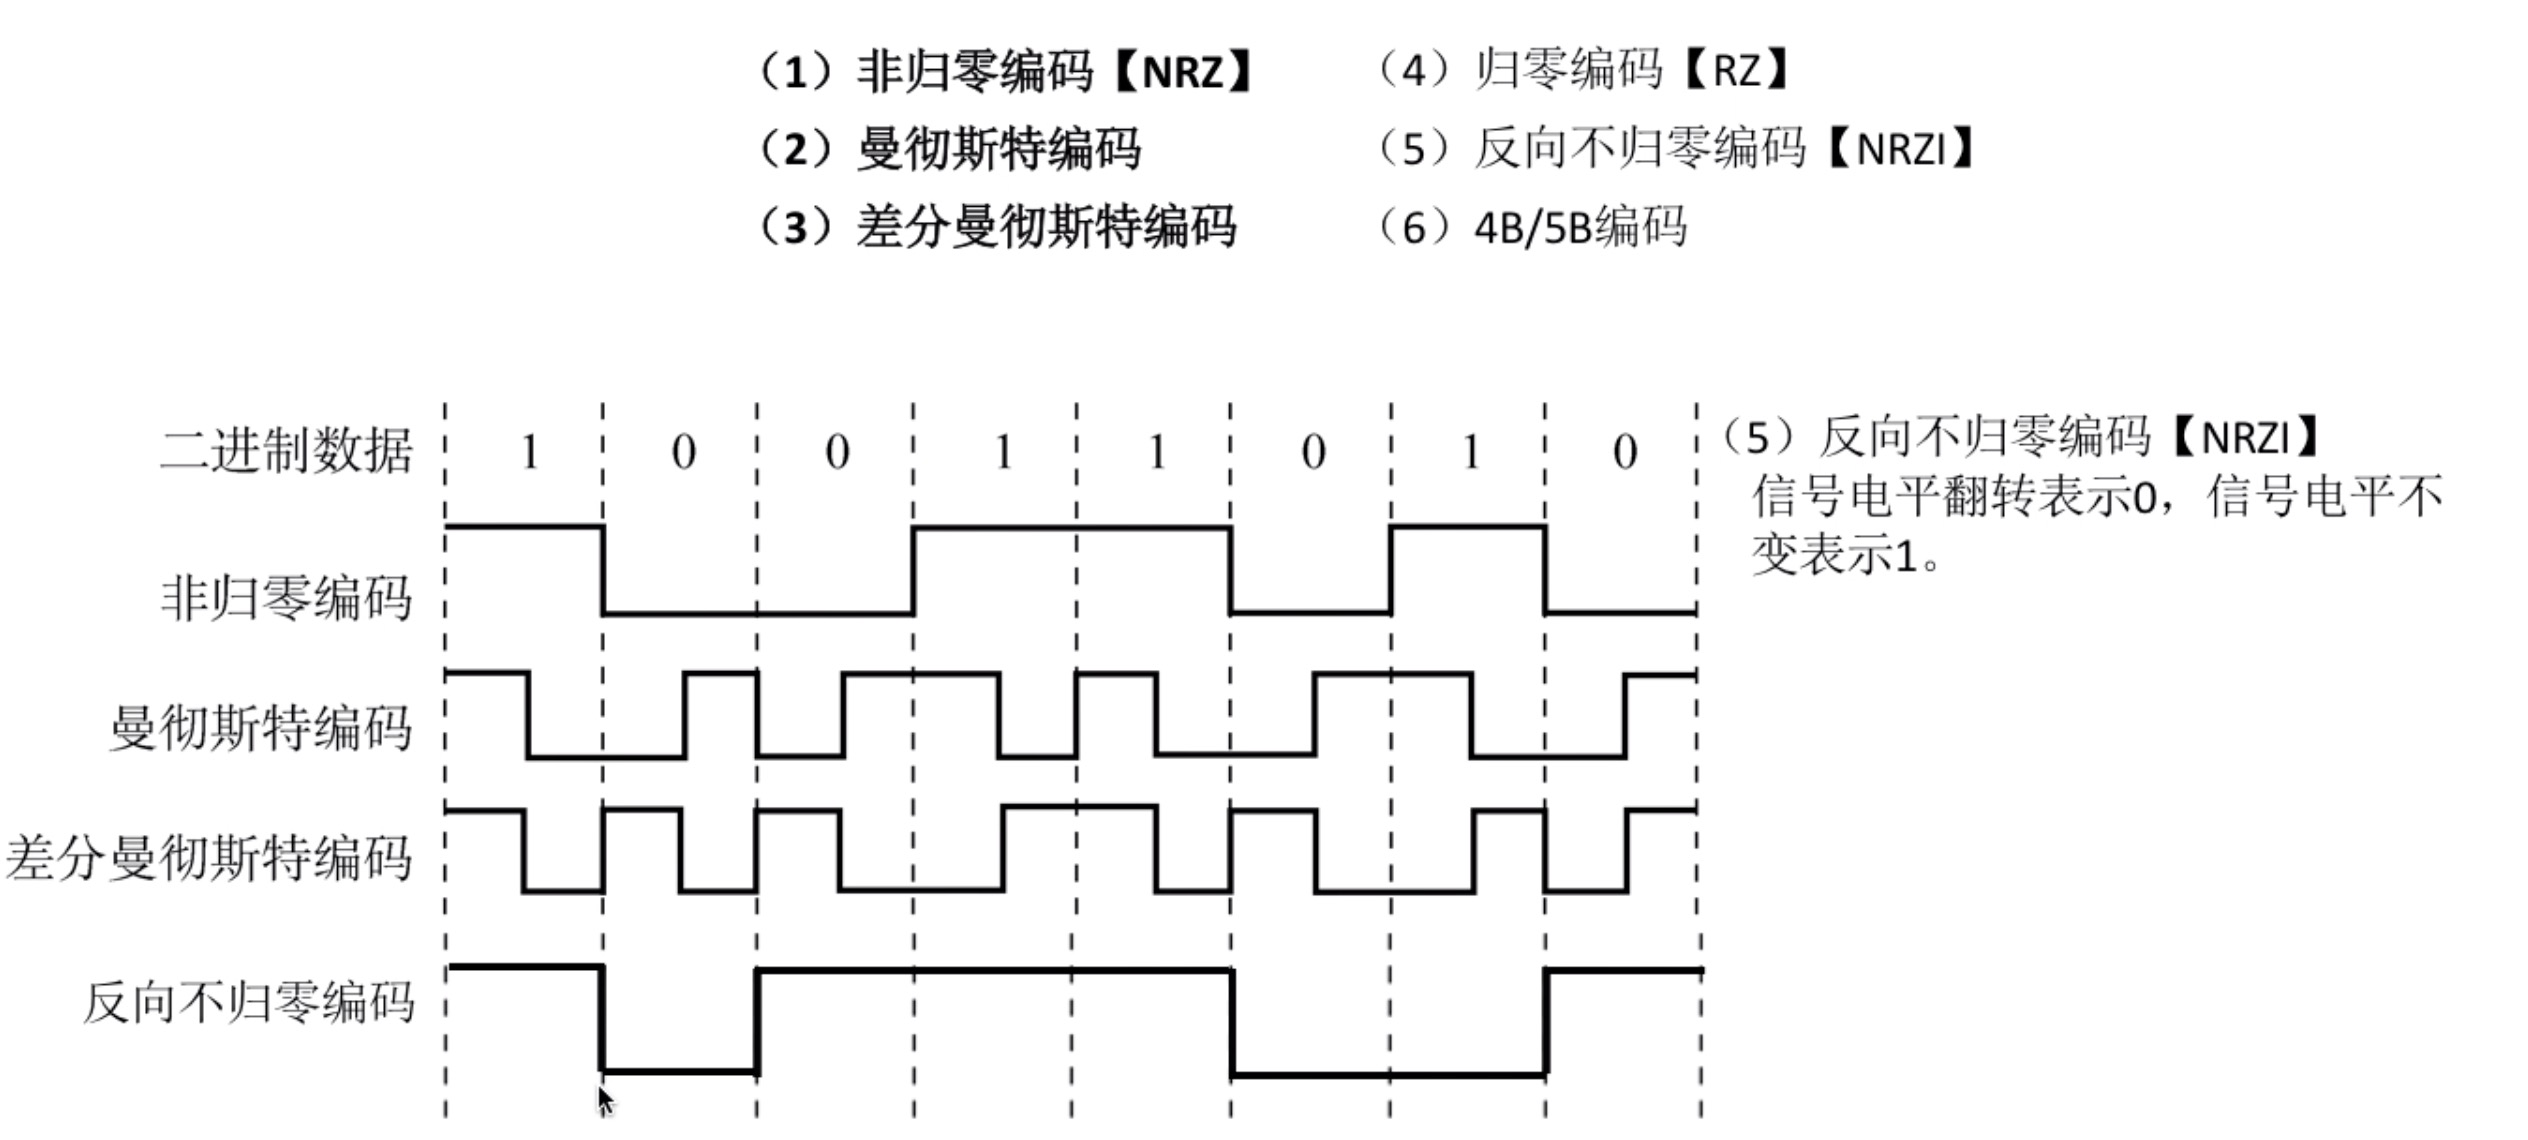 （1）非归零编码【NRZ】
（2）曼彻斯特编码
（3）差分曼彻斯特编码
（4）归零编码【RZ】
（5）反向不归零编码【NRZI】
（6）4B/5B编码
二进制数据 1 0 0 1 1 0 1 0
非归零编码
曼彻斯特编码
差分曼彻斯特编码
反向不归零编码
（5）反向不归零编码【NRZI】
信号电平翻转表示0，信号电平不
变表示1。